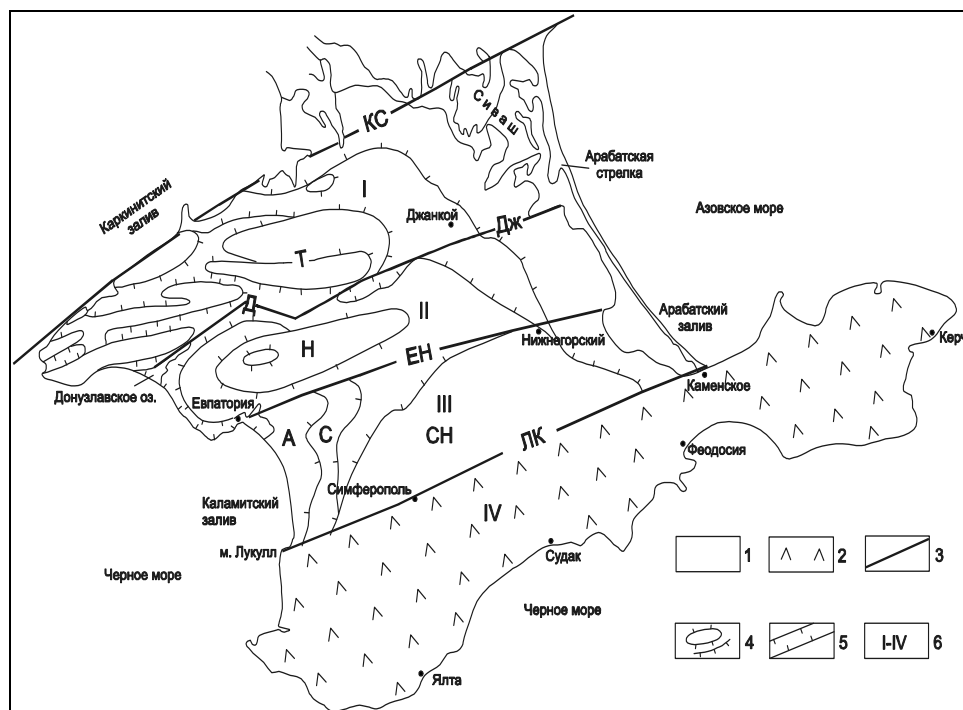 Сиваш
КС
Арабатская
стрелка
Каркинитский
залив
I
Джанкой
Азовское море
Дж
Т
Д
II
Арабатский
залив
Н
Нижнегорский
Керч
ЕН
Донузлавское оз.
Евпатория
Каменское
III
А
С
СН
ЛК
Феодосия
Симферополь
Каламитский
залив
IV
м. Лукулл
Судак
1
2
3
Черное море
Черное море
I-IV
4
5
6
Ялта